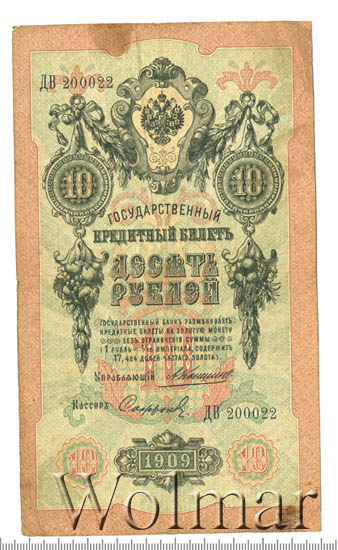 ДВ 200022
10 10
ГОСУДАРСТВЕННЫЙ
КРЕДИТНЫЙ БИЛЕТЪ
ДЕСЯТЬ
РУБЛЕЙ
ГОСУДАРСТВЕННЫЙ БАНКЪ РАЗМѢНИВАЕТЪ
КРЕДИТНЫЕ БИЛЕТЫ НА ЗОЛОТУЮ МОНЕТУ
БЕЗЪ ОГРАНИЧЕНІЯ СУММЫ
(1 РУБЛЬ = 1/15 ИМПЕРІАЛА, СОДЕРЖИТЪ
17,424 ДОЛЕЙ ЧИСТАГО ЗОЛОТА).
УПРАВЛЯЮЩІЙ
Кассиръ
ДВ 200022
10 1909 10
Wolmar